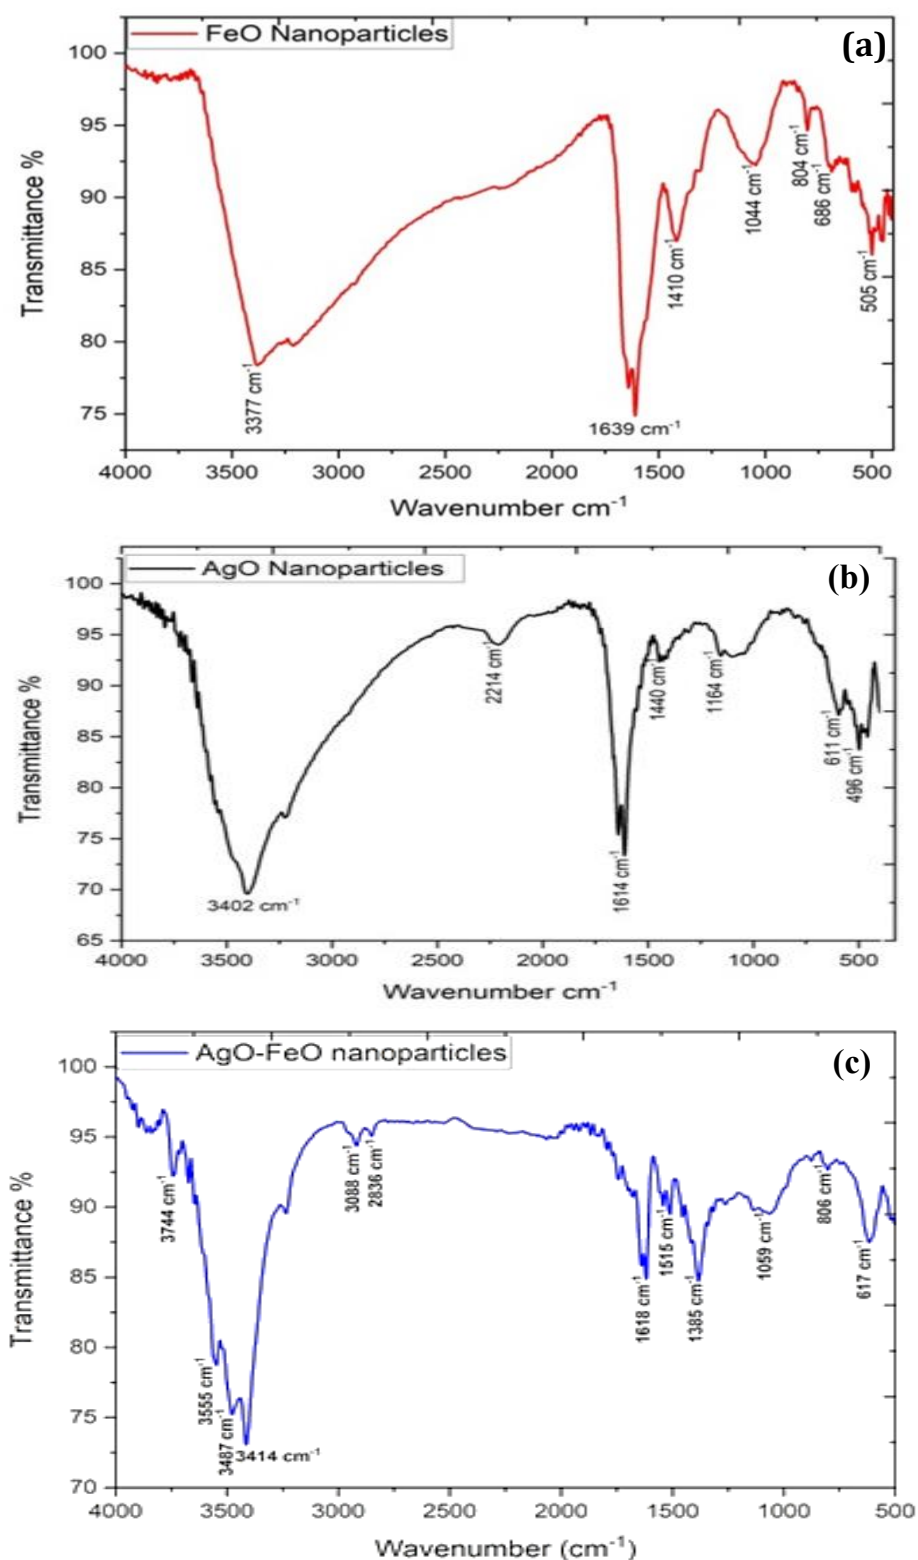 FeO Nanoparticles
(a)
100
95
90
85
80
75
Transmittance %
3377 cm⁻¹
1639 cm⁻¹
1410 cm⁻¹
1044 cm⁻¹
804 cm⁻¹
686 cm⁻¹
505 cm⁻¹
4000 3500 3000 2500 2000 1500 1000 500
Wavenumber cm⁻¹
AgO Nanoparticles
(b)
100
95
90
85
80
75
70
65
Transmittance %
3402 cm⁻¹
2214 cm⁻¹
1614 cm⁻¹
1440 cm⁻¹
1164 cm⁻¹
611 cm⁻¹
496 cm⁻¹
4000 3500 3000 2500 2000 1500 1000 500
Wavenumber cm⁻¹
AgO-FeO nanoparticles
(c)
100
95
90
85
80
75
70
Transmittance %
3744 cm⁻¹
3555 cm⁻¹
3487 cm⁻¹
3414 cm⁻¹
3088 cm⁻¹
2836 cm⁻¹
1618 cm⁻¹
1515 cm⁻¹
1385 cm⁻¹
1059 cm⁻¹
806 cm⁻¹
617 cm⁻¹
4000 3500 3000 2500 2000 1500 1000 500
Wavenumber (cm⁻¹)